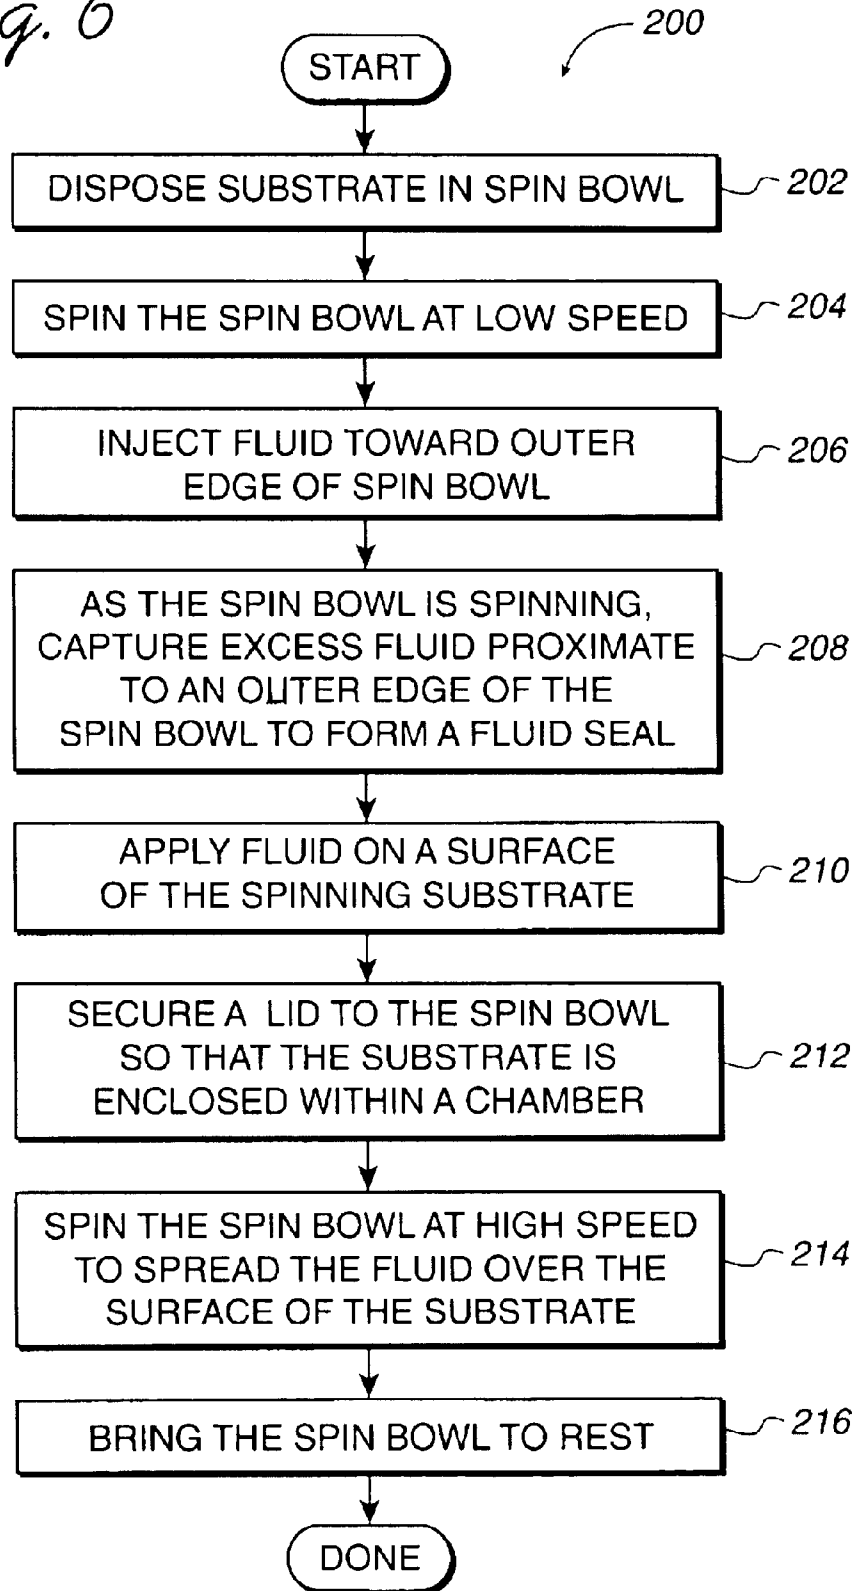 g. 6
200
START
DISPOSE SUBSTRATE IN SPIN BOWL
202
SPIN THE SPIN BOWL AT LOW SPEED
204
INJECT FLUID TOWARD OUTER
EDGE OF SPIN BOWL
206
AS THE SPIN BOWL IS SPINNING,
CAPTURE EXCESS FLUID PROXIMATE
TO AN OUTER EDGE OF THE
SPIN BOWL TO FORM A FLUID SEAL
208
APPLY FLUID ON A SURFACE
OF THE SPINNING SUBSTRATE
210
SECURE A LID TO THE SPIN BOWL
SO THAT THE SUBSTRATE IS
ENCLOSED WITHIN A CHAMBER
212
SPIN THE SPIN BOWL AT HIGH SPEED
TO SPREAD THE FLUID OVER THE
SURFACE OF THE SUBSTRATE
214
BRING THE SPIN BOWL TO REST
216
DONE